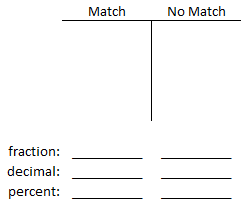 Match No Match
fraction:
decimal:
percent: